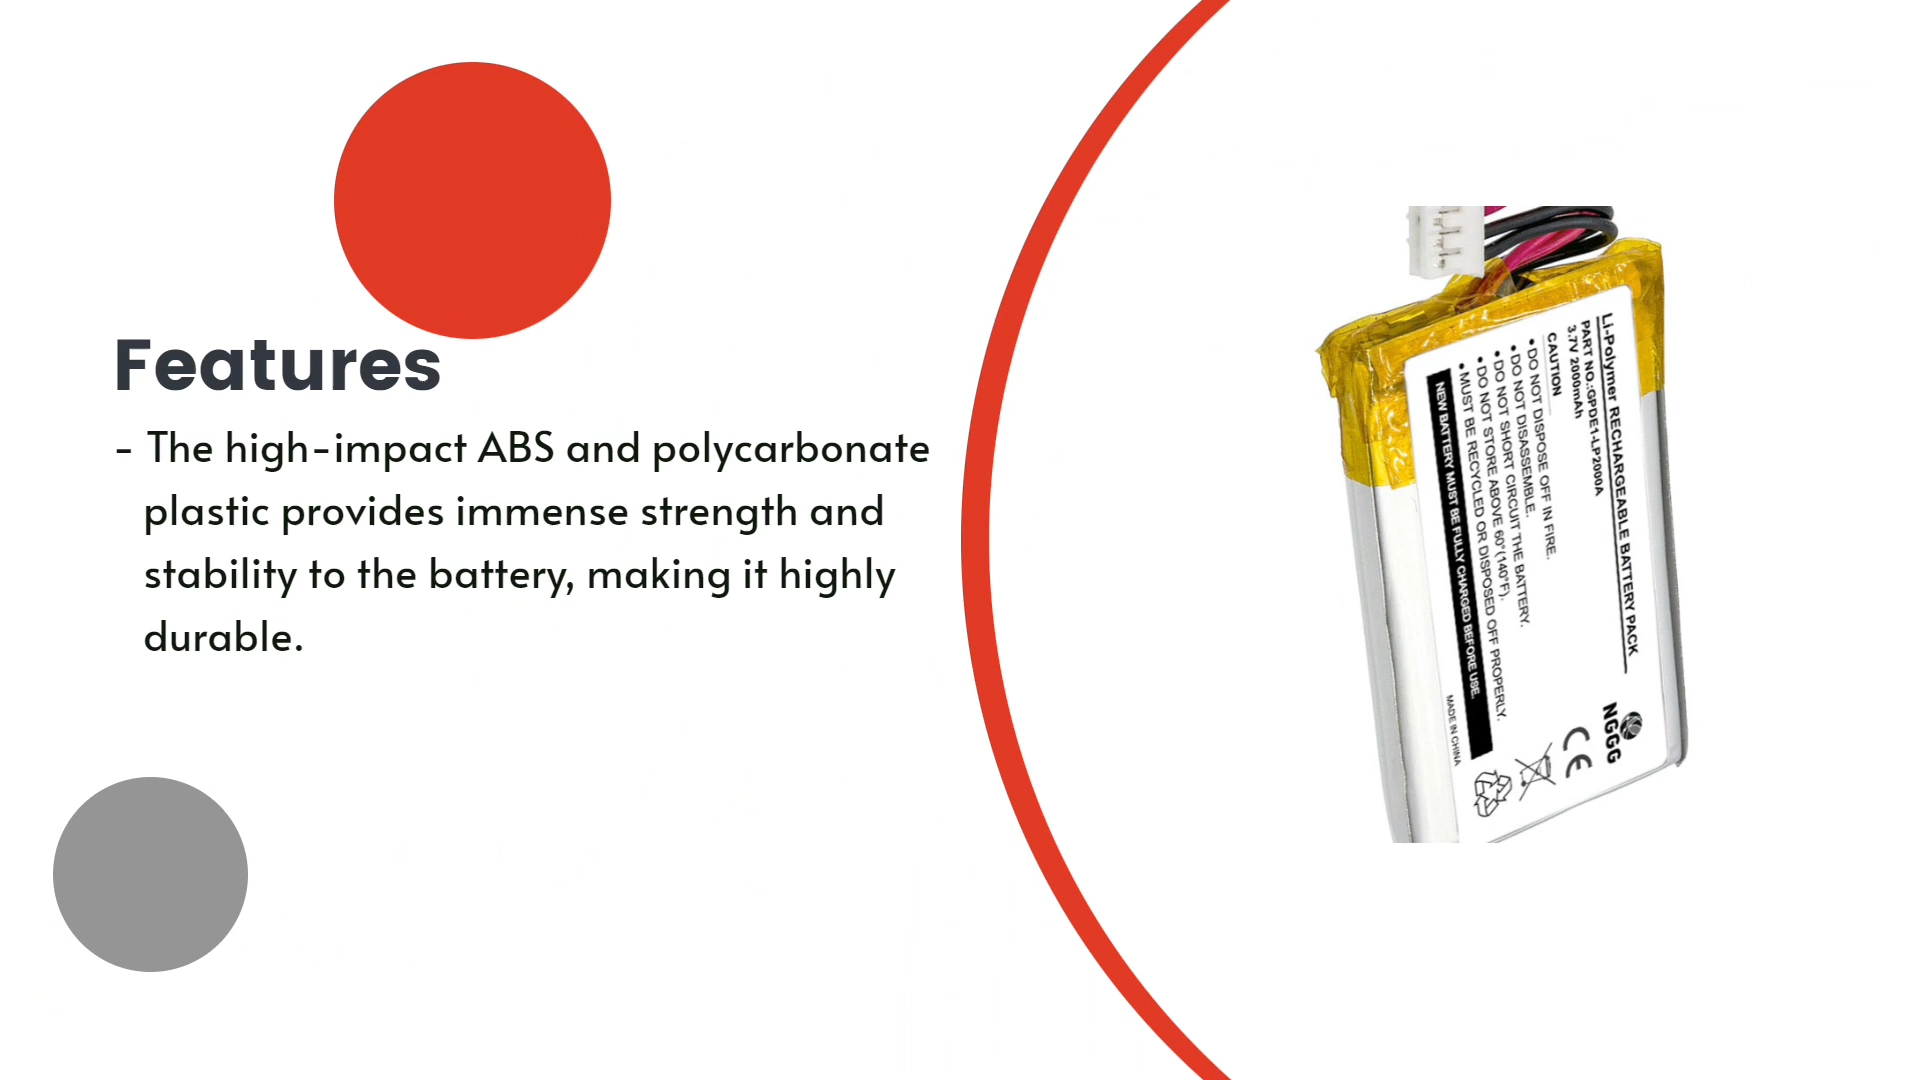 Features
- The high-impact ABS and polycarbonate
plastic provides immense strength and
stability to the battery, making it highly
durable.
Li-Polymer RECHARGEABLE BATTERY PACK
PART NO.:GPDE1-LP2000A
3.7V 2000mAh
CAUTION
• DO NOT DISPOSE OFF IN FIRE.
• DO NOT DISASSEMBLE.
• DO NOT SHORT CIRCUIT THE BATTERY.
• DO NOT STORE ABOVE 60°(140°F).
• MUST BE RECYCLED OR DISPOSED OFF PROPERLY.
NEW BATTERY MUST BE FULLY CHARGED BEFORE USE.
MADE IN CHINA
NGGG
CE